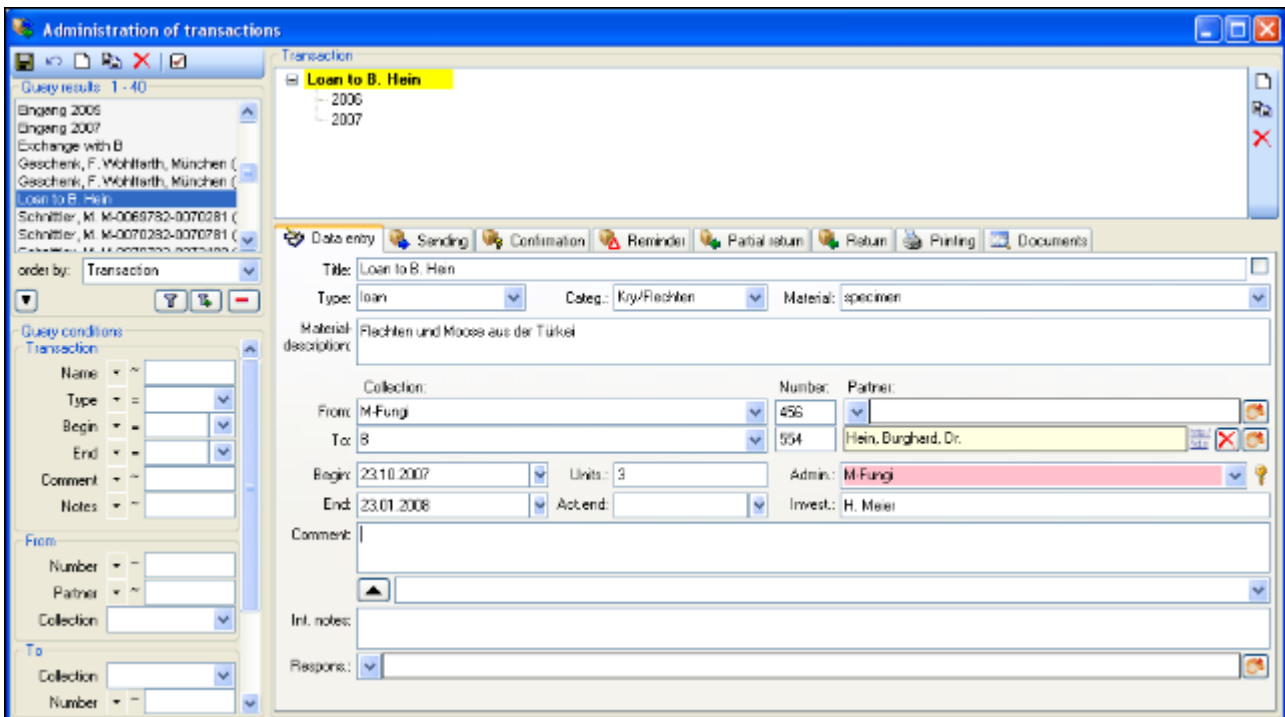 Administration of transactions
Query results 1 - 40
Eingang 2005
Eingang 2007
Exchange with B
Geschenk, F. Wohlfarth, München (
Geschenk, F. Wohlfarth, München (
Loan to B. Hein
Schnittler, M. M-0069782-0070281 (
Schnittler, M. M-0070282-0070781 (
order by: Transaction
Query conditions
Transaction
Name ~
Type =
Begin =
End =
Comment ~
Notes ~
From
Number ~
Partner ~
Collection
To
Collection
Number ~
Transaction
Loan to B. Hein
2006
2007
Data entry Sending Confirmation Reminder Partial return Return Printing Documents
Title: Loan to B. Hein
Type: loan Categ.: Kry/Flechten Material: specimen
Material description: Flechten und Moose aus der Türkei
Collection: Number: Partner:
From: M-Fungi 456
To: B 554 Hein, Burghard, Dr.
Begin: 23.10.2007 Units.: 3 Admin.: M-Fungi
End: 23.01.2008 Act.end: Invest.: H. Meier
Comment:
Int. notes:
Respons.: